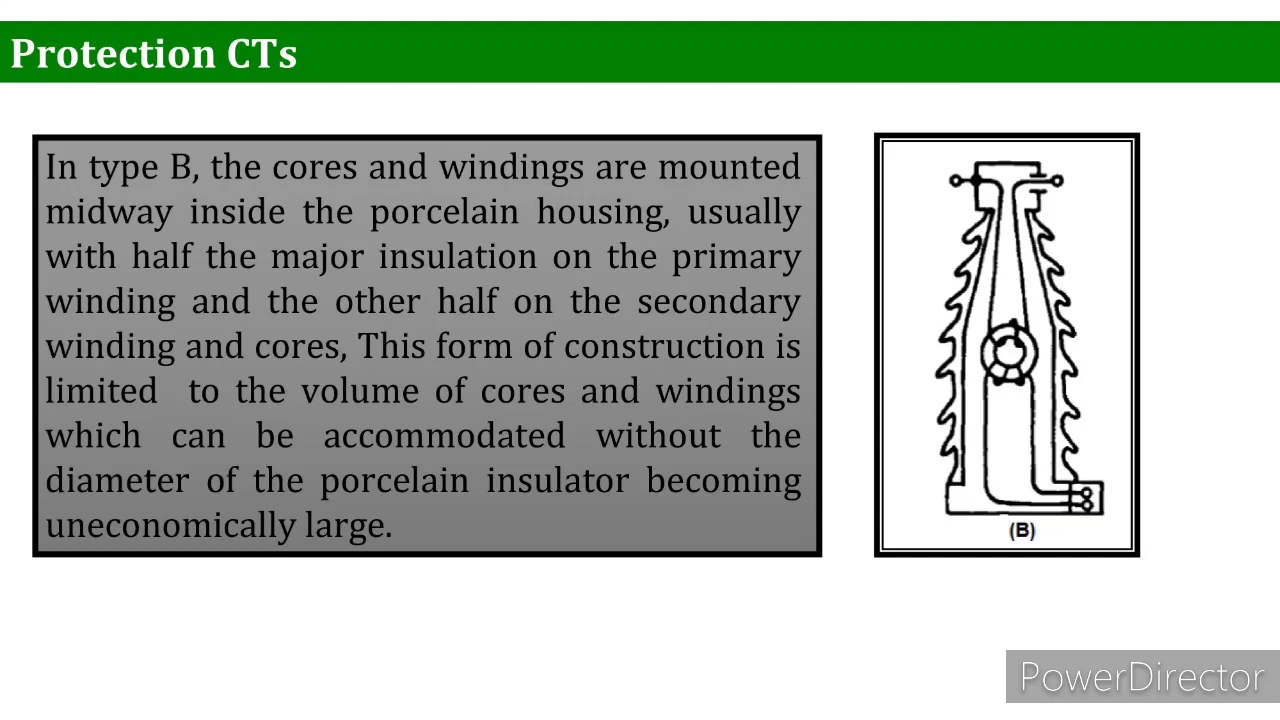 Protection CTs
In type B, the cores and windings are mounted
midway inside the porcelain housing, usually
with half the major insulation on the primary
winding and the other half on the secondary
winding and cores, This form of construction is
limited to the volume of cores and windings
which can be accommodated without the
diameter of the porcelain insulator becoming
uneconomically large.
(B)
PowerDirector